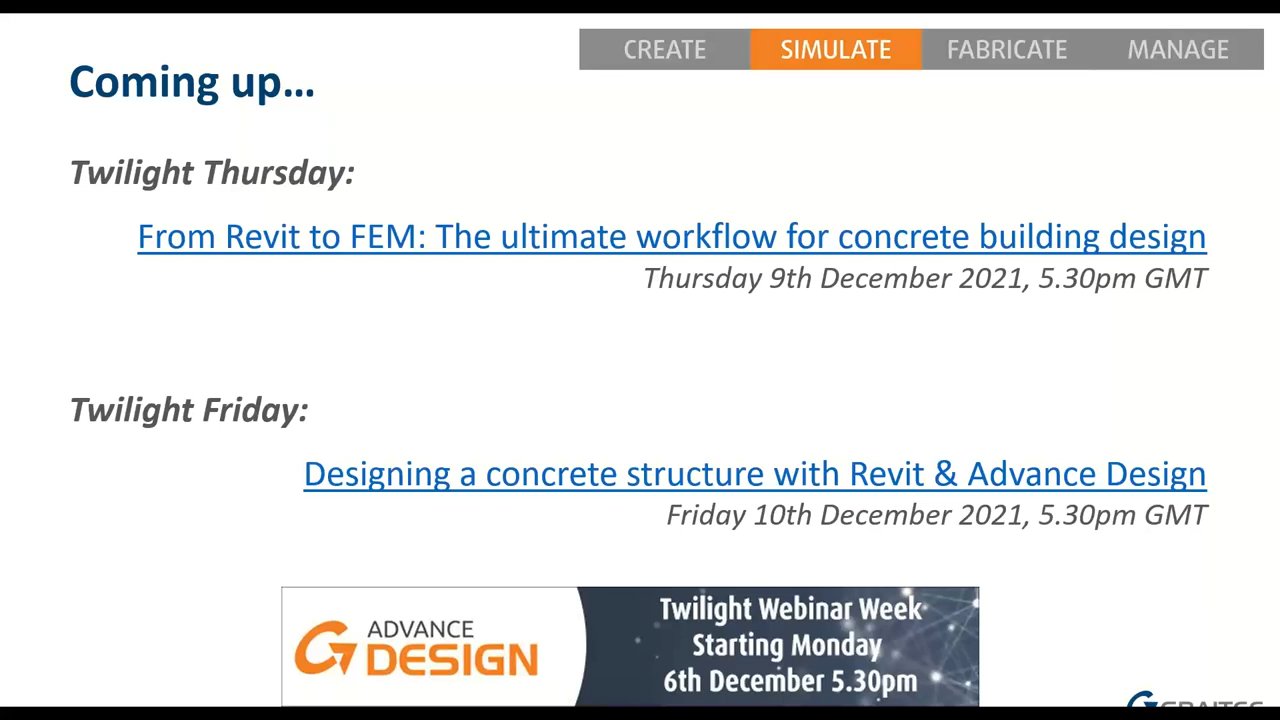 CREATE SIMULATE FABRICATE MANAGE
Coming up...
Twilight Thursday:
From Revit to FEM: The ultimate workflow for concrete building design
Thursday 9th December 2021, 5.30pm GMT
Twilight Friday:
Designing a concrete structure with Revit & Advance Design
Friday 10th December 2021, 5.30pm GMT
ADVANCE
DESIGN
Twilight Webinar Week
Starting Monday
6th December 5.30pm